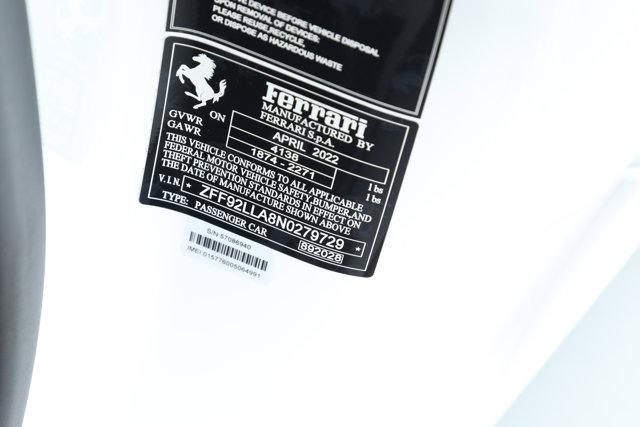 DEVICE BEFORE VEHICLE DISPOSAL
UPON REMOVAL OF DEVICES:
PLEASE REUSE,RECYCLE,
OR DISPOSE AS HAZARDOUS WASTE
Ferrari
MANUFACTURED BY
FERRARI S.p.A.
ON APRIL 2022
GVWR 4138 lbs
GAWR 1874 - 2271 lbs
THIS VEHICLE CONFORMS TO ALL APPLICABLE
FEDERAL MOTOR VEHICLE SAFETY,BUMPER,AND
THEFT PREVENTION STANDARDS IN EFFECT ON
THE DATE OF MANUFACTURE SHOWN ABOVE
V.I.N. * ZFF92LLA8N0279729 *
TYPE: PASSENGER CAR 892028
S/N 57086940
IMEI 015778005064991